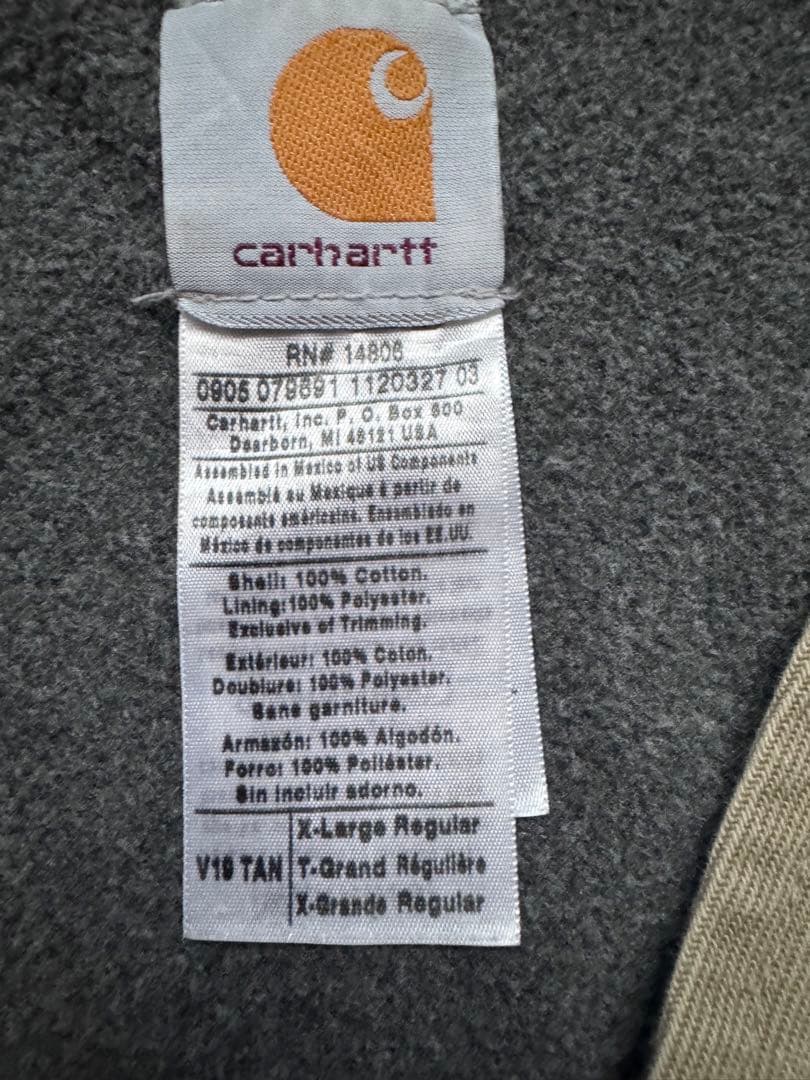 carhartt
RN# 14806
0905 079691 1120327 03
Carhartt, Inc. P. O. Box 600
Dearborn, MI 48121 USA
Assembled in Mexico of US Components
Assemblé au Mexique à partir de
composants américains. Ensamblado en
México de componentes de los EE.UU.
Shell: 100% Cotton.
Lining:100% Polyester.
Exclusive of Trimming.
Extérieur: 100% Coton.
Doublure: 100% Polyester.
Sans garniture.
Armazón: 100% Algodón.
Forro: 100% Poliéster.
Sin incluir adorno.
X-Large Regular
V18 TAN T-Grand Régulière
X-Grande Regular